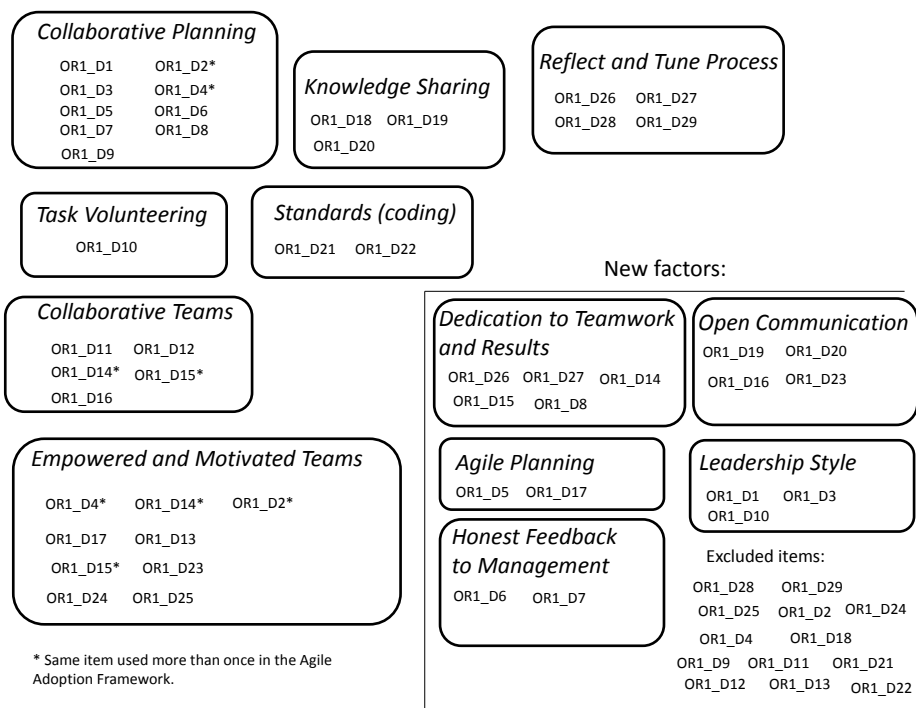 Collaborative Planning
OR1_D1 OR1_D2*
OR1_D3 OR1_D4*
OR1_D5 OR1_D6
OR1_D7 OR1_D8
OR1_D9
Knowledge Sharing
OR1_D18 OR1_D19
OR1_D20
Reflect and Tune Process
OR1_D26 OR1_D27
OR1_D28 OR1_D29
Task Volunteering
OR1_D10
Standards (coding)
OR1_D21 OR1_D22
Collaborative Teams
OR1_D11 OR1_D12
OR1_D14* OR1_D15*
OR1_D16
Empowered and Motivated Teams
OR1_D4* OR1_D14* OR1_D2*
OR1_D17 OR1_D13
OR1_D15* OR1_D23
OR1_D24 OR1_D25
* Same item used more than once in the Agile
Adoption Framework.
New factors:
Dedication to Teamwork
and Results
OR1_D26 OR1_D27 OR1_D14
OR1_D15 OR1_D8
Open Communication
OR1_D19 OR1_D20
OR1_D16 OR1_D23
Agile Planning
OR1_D5 OR1_D17
Leadership Style
OR1_D1 OR1_D3
OR1_D10
Honest Feedback
to Management
OR1_D6 OR1_D7
Excluded items:
OR1_D28 OR1_D29
OR1_D25 OR1_D2 OR1_D24
OR1_D4 OR1_D18
OR1_D9 OR1_D11 OR1_D21
OR1_D12 OR1_D13 OR1_D22